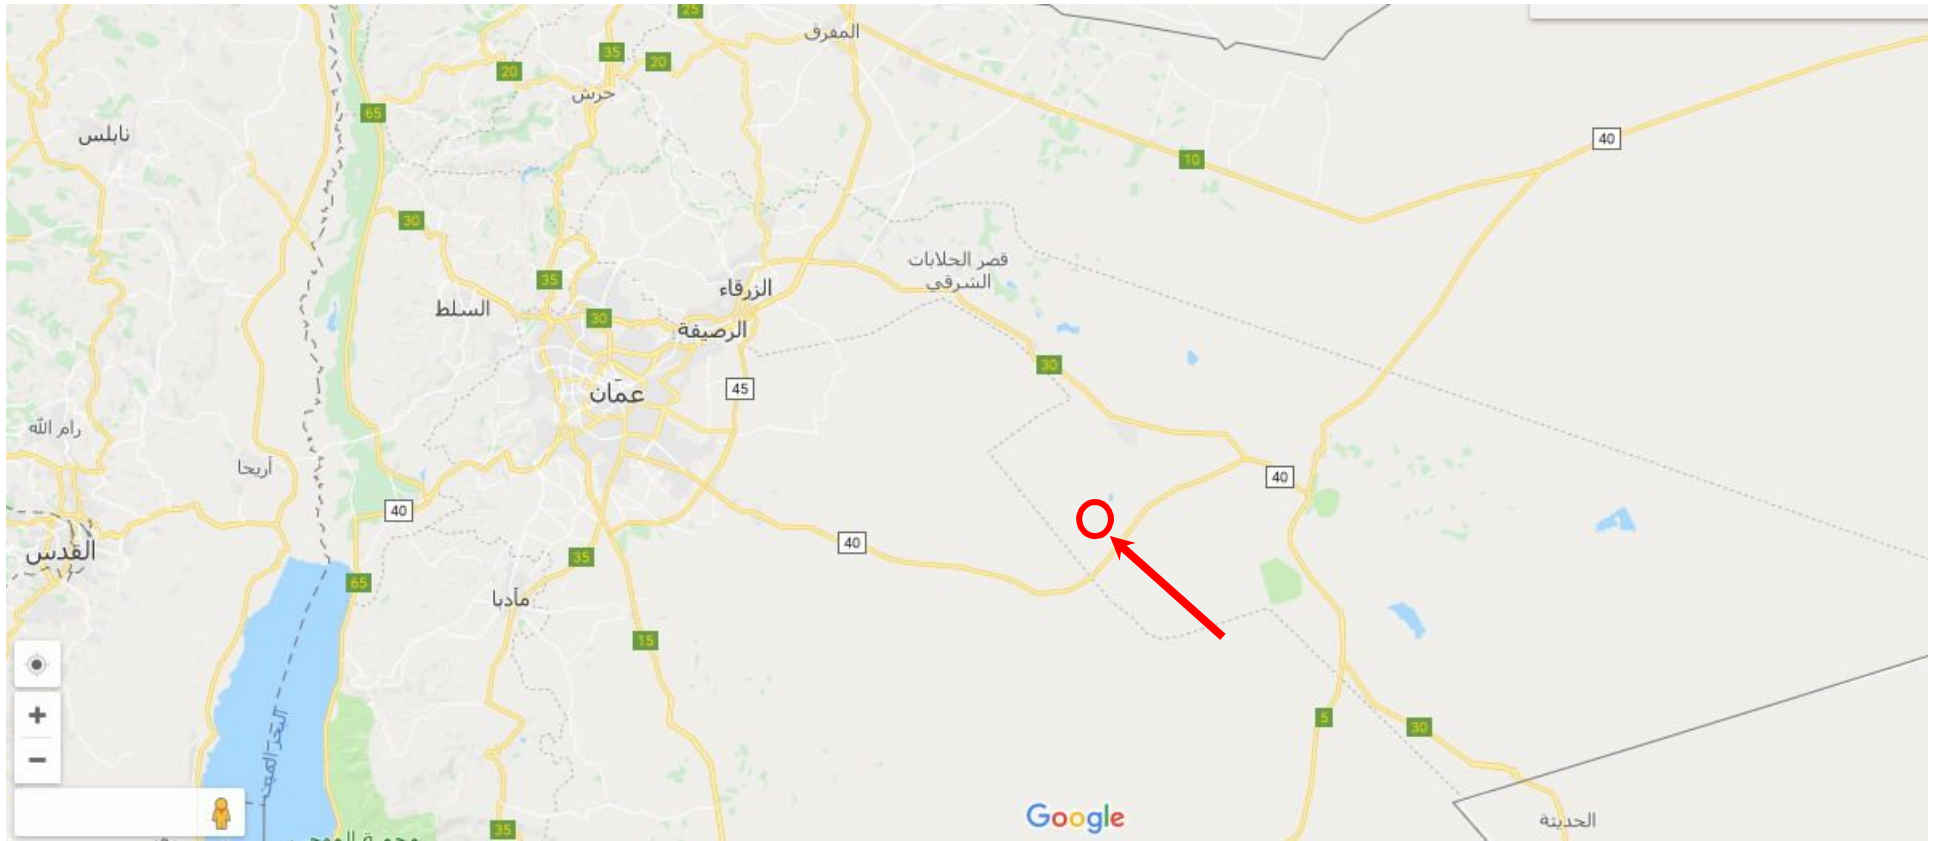 25
المفرق
35
20
20
جرش
65
نابلس
40
10
30
قصر الحلابات
الشرقي
35
الزرقاء
السلط
30
الرصيفة
30
45
عمّان
رام الله
أريحا
40
40
القدس
40
35
65
مأدبا
15
البحر الميت
5
30
Google
الحديثة
35